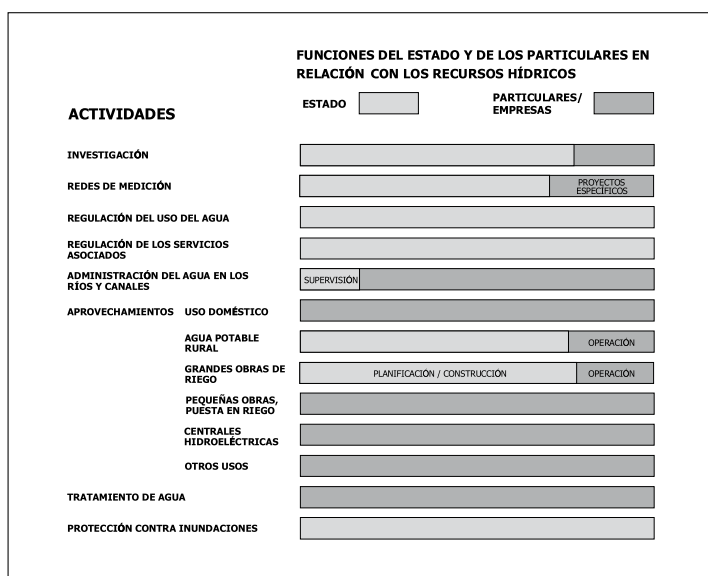 FUNCIONES DEL ESTADO Y DE LOS PARTICULARES EN
RELACIÓN CON LOS RECURSOS HÍDRICOS
ACTIVIDADES
ESTADO
PARTICULARES/
EMPRESAS
INVESTIGACIÓN
REDES DE MEDICIÓN
PROYECTOS
ESPECÍFICOS
REGULACIÓN DEL USO DEL AGUA
REGULACIÓN DE LOS SERVICIOS
ASOCIADOS
ADMINISTRACIÓN DEL AGUA EN LOS
RÍOS Y CANALES
SUPERVISIÓN
APROVECHAMIENTOS USO DOMÉSTICO
AGUA POTABLE
RURAL
OPERACIÓN
GRANDES OBRAS DE
RIEGO
PLANIFICACIÓN / CONSTRUCCIÓN
OPERACIÓN
PEQUEÑAS OBRAS,
PUESTA EN RIEGO
CENTRALES
HIDROELÉCTRICAS
OTROS USOS
TRATAMIENTO DE AGUA
PROTECCIÓN CONTRA INUNDACIONES